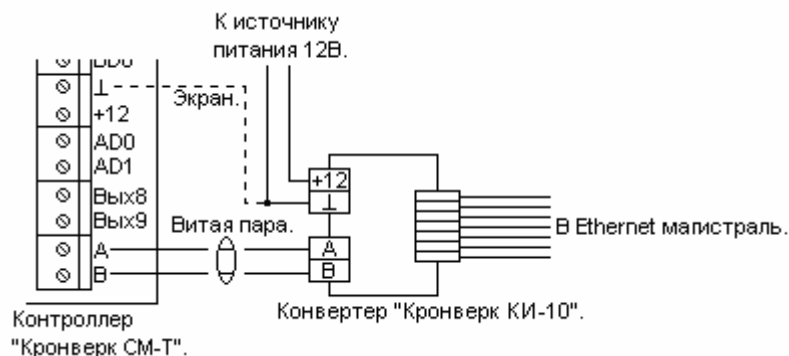 К источнику
питания 12В.
⊥
Экран.
+12
AD0
AD1
Вых8
Вых9
A
B
Витая пара.
+12
⊥
A
B
В Ethernet магистраль.
Конвертер "Кронверк КИ-10".
Контроллер
"Кронверк СМ-Т".